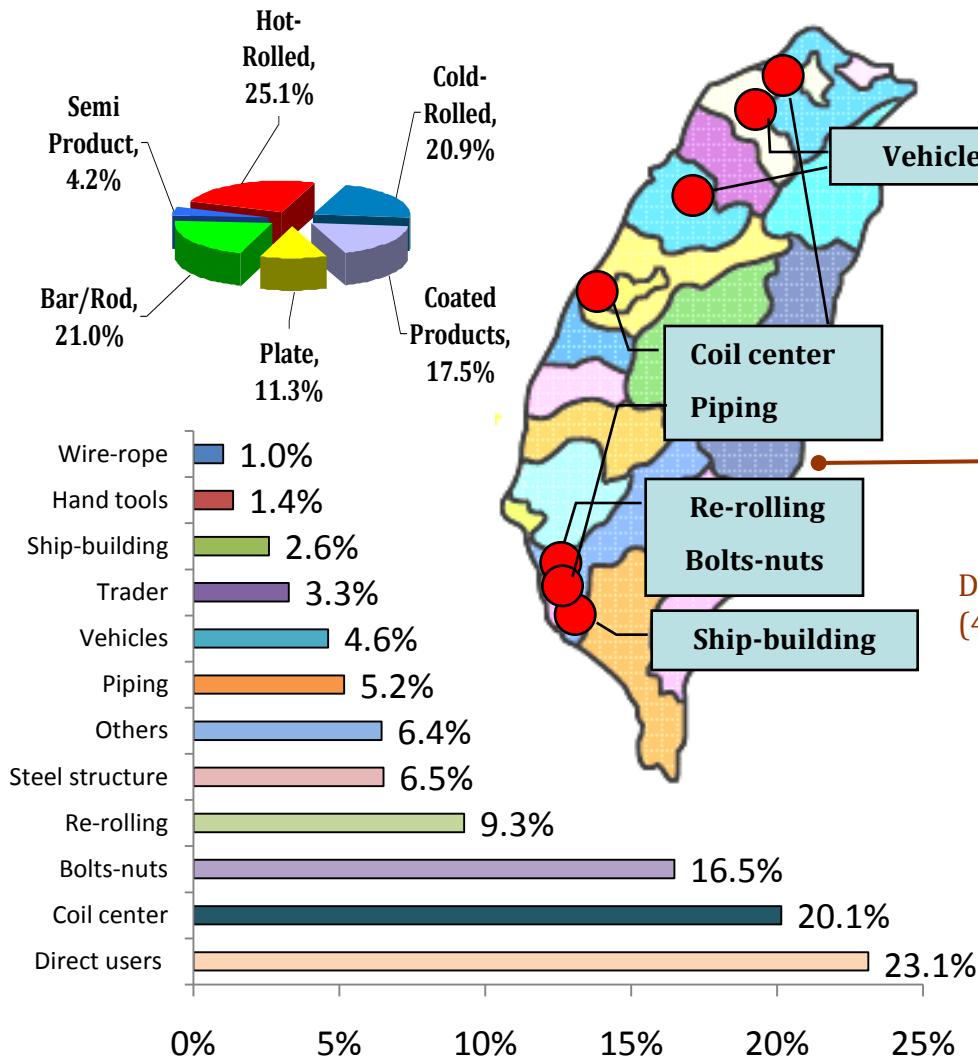 Hot-
Rolled,
25.1%
Cold-
Rolled,
20.9%
Semi
Product,
4.2%
Bar/Rod,
21.0%
Plate,
11.3%
Coated
Products,
17.5%
Vehicle
Coil center
Piping
Re-rolling
Bolts-nuts
Ship-building
D
(4
Wire-rope 1.0%
Hand tools 1.4%
Ship-building 2.6%
Trader 3.3%
Vehicles 4.6%
Piping 5.2%
Others 6.4%
Steel structure 6.5%
Re-rolling 9.3%
Bolts-nuts 16.5%
Coil center 20.1%
Direct users 23.1%
0% 5% 10% 15% 20% 25%